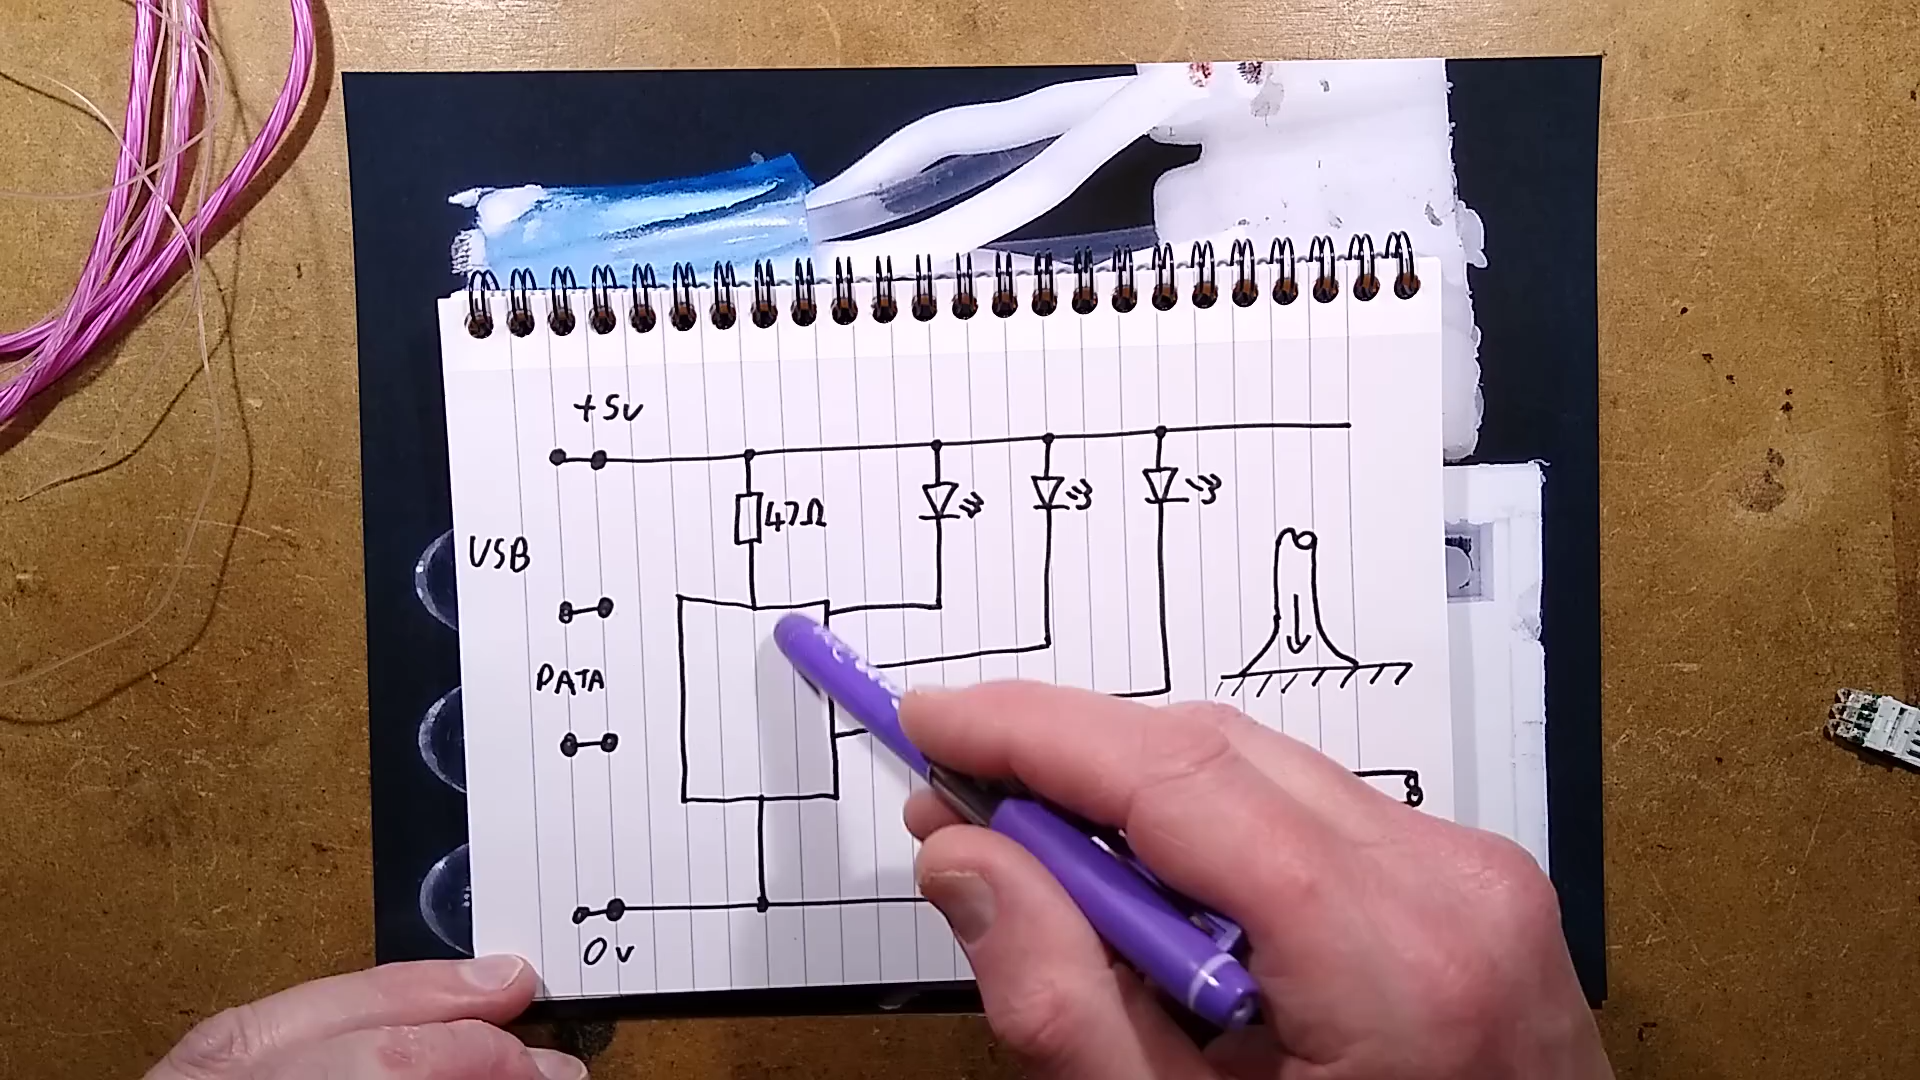 +5v
47Ω
USB
DATA
0v